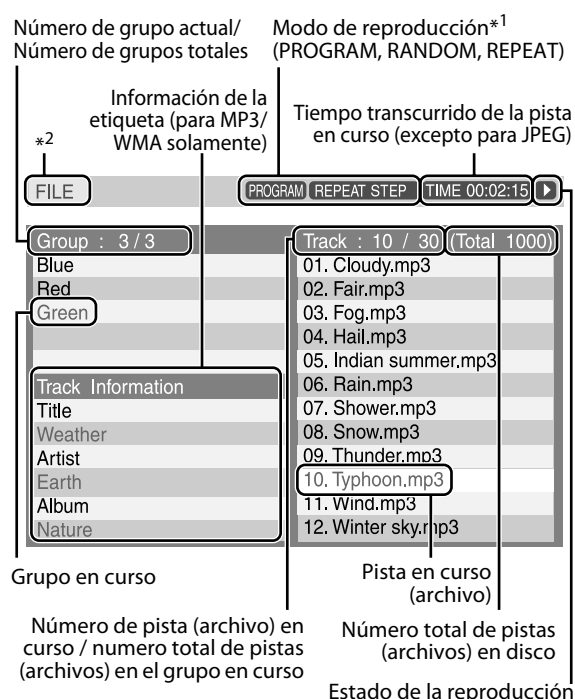 Número de grupo actual/
Número de grupos totales
Modo de reproducción*1
(PROGRAM, RANDOM, REPEAT)
Información de la
etiqueta (para MP3/
WMA solamente)
Tiempo transcurrido de la pista
en curso (excepto para JPEG)
*2
FILE
PROGRAM REPEAT STEP TIME 00:02:15
Group : 3 / 3
Blue
Red
Green
Track Information
Title
Weather
Artist
Earth
Album
Nature
Track : 10 / 30 (Total 1000)
01. Cloudy.mp3
02. Fair.mp3
03. Fog.mp3
04. Hail.mp3
05. Indian summer.mp3
06. Rain.mp3
07. Shower.mp3
08. Snow.mp3
09. Thunder.mp3
10. Typhoon.mp3
11. Wind.mp3
12. Winter sky.mp3
Grupo en curso
Pista en curso
(archivo)
Número de pista (archivo) en
curso / numero total de pistas
(archivos) en el grupo en curso
Número total de pistas
(archivos) en disco
Estado de la reproducción